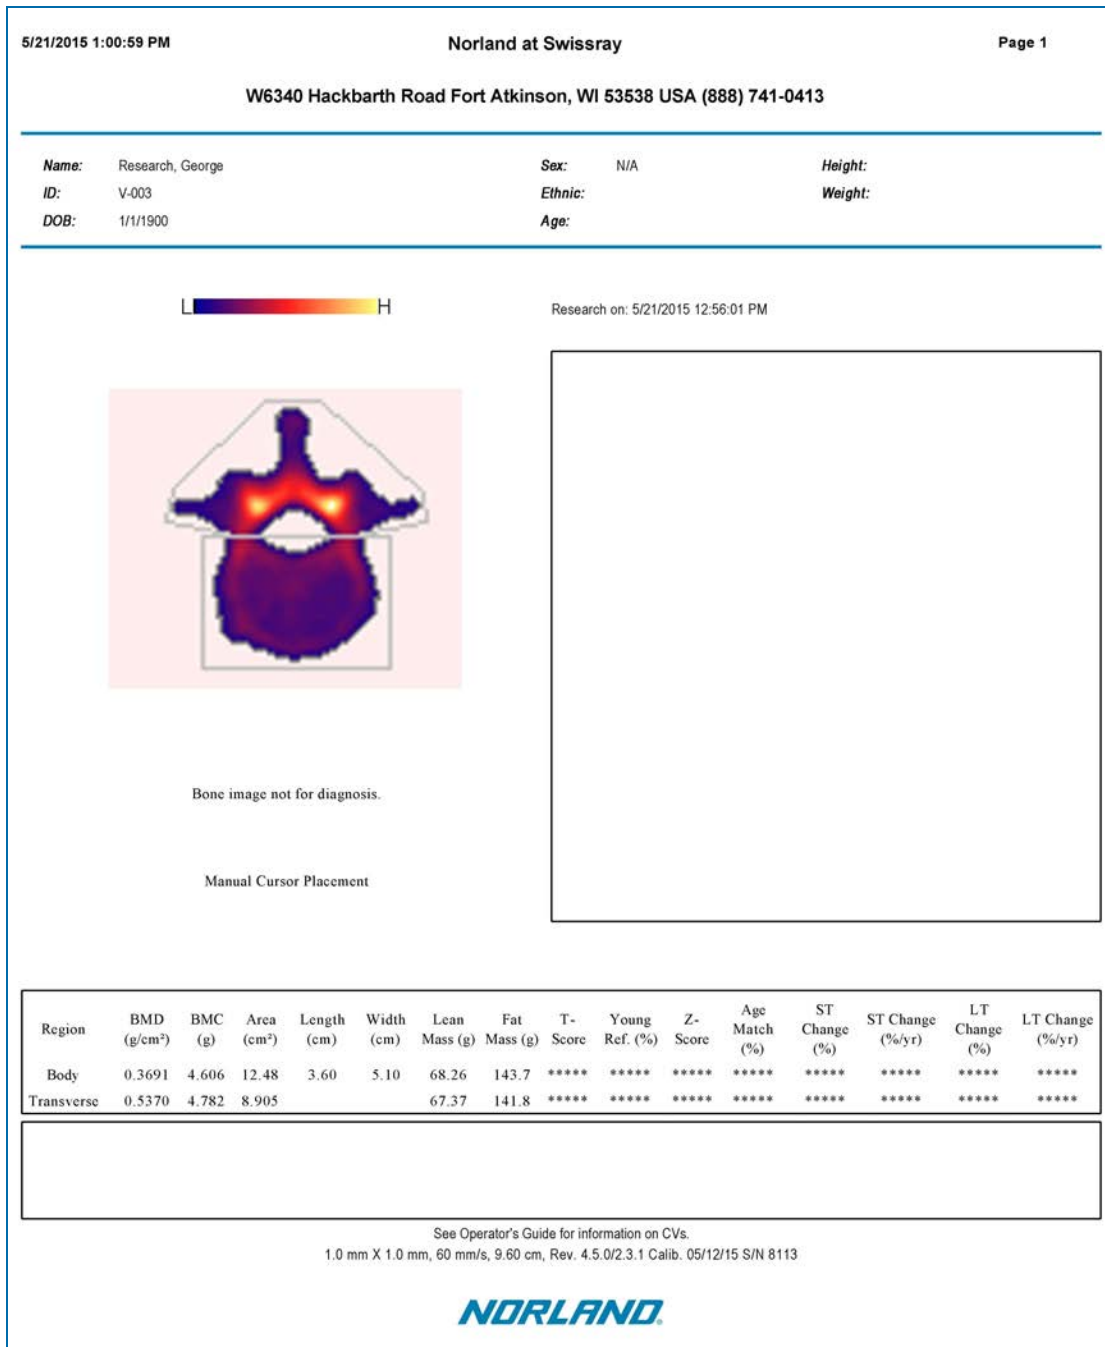 5/21/2015 1:00:59 PM Norland at Swissray Page 1
W6340 Hackbarth Road Fort Atkinson, WI 53538 USA (888) 741-0413
Name: Research, George Sex: N/A Height:
ID: V-003 Ethnic: Weight:
DOB: 1/1/1900 Age:
L H
Research on: 5/21/2015 12:56:01 PM
Bone image not for diagnosis.
Manual Cursor Placement
Region BMD (g/cm²) BMC (g) Area (cm²) Length (cm) Width (cm) Lean Mass (g) Fat Mass (g) T-Score Young Ref. (%) Z-Score Age Match (%) ST Change (%) ST Change (%/yr) LT Change (%) LT Change (%/yr)
Body 0.3691 4.606 12.48 3.60 5.10 68.26 143.7 ***** ***** ***** ***** ***** ***** ***** *****
Transverse 0.5370 4.782 8.905 67.37 141.8 ***** ***** ***** ***** ***** ***** ***** *****
See Operator's Guide for information on CVs.
1.0 mm X 1.0 mm, 60 mm/s, 9.60 cm, Rev. 4.5.0/2.3.1 Calib. 05/12/15 S/N 8113
NORLAND®